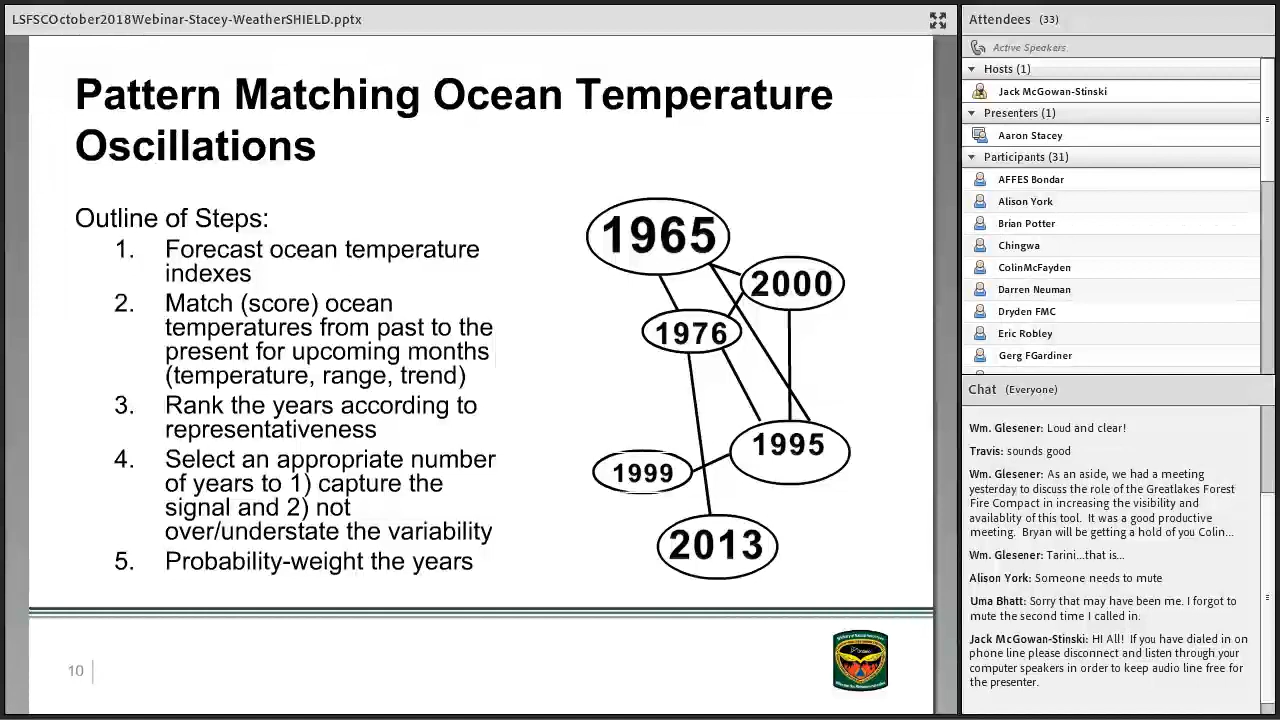 LSFSCOctober2018Webinar-Stacey-WeatherSHIELD.pptx
Pattern Matching Ocean Temperature
Oscillations
Outline of Steps:
1. Forecast ocean temperature
indexes
2. Match (score) ocean
temperatures from past to the
present for upcoming months
(temperature, range, trend)
3. Rank the years according to
representativeness
4. Select an appropriate number
of years to 1) capture the
signal and 2) not
over/understate the variability
5. Probability-weight the years
1965
2000
1976
1995
1999
2013
10
Attendees (33)
Active Speakers
Hosts (1)
Jack McGowan-Stinski
Presenters (1)
Aaron Stacey
Participants (31)
AFFES Bondar
Alison York
Brian Potter
Chingwa
ColinMcFayden
Darren Neuman
Dryden FMC
Eric Robley
Gerg FGardiner
Chat (Everyone)
Wm. Glesener: Loud and clear!
Travis: sounds good
Wm. Glesener: As an aside, we had a meeting
yesterday to discuss the role of the Greatlakes Forest
Fire Compact in increasing the visibility and
availablity of this tool. It was a good productive
meeting. Bryan will be getting a hold of you Colin...
Wm. Glesener: Tarini...that is...
Alison York: Someone needs to mute
Uma Bhatt: Sorry that may have been me. I forgot to
mute the second time I called in.
Jack McGowan-Stinski: HI All! If you have dialed in on
phone line please disconnect and listen through your
computer speakers in order to keep audio line free for
the presenter.